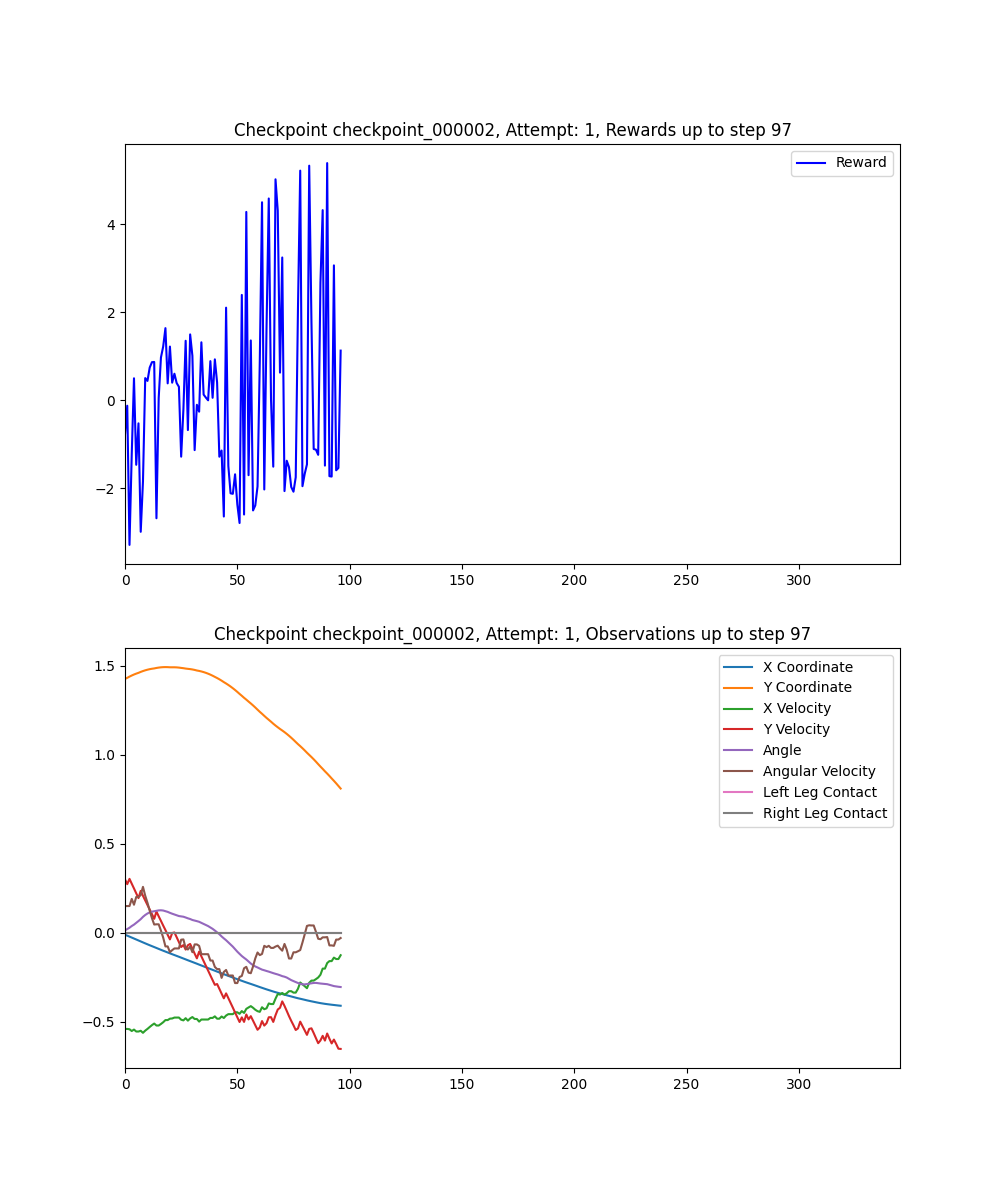 Checkpoint checkpoint_000002, Attempt: 1, Rewards up to step 97
Reward
4
2
0
−2
0 50 100 150 200 250 300
Checkpoint checkpoint_000002, Attempt: 1, Observations up to step 97
X Coordinate
Y Coordinate
X Velocity
Y Velocity
Angle
Angular Velocity
Left Leg Contact
Right Leg Contact
1.5
1.0
0.5
0.0
−0.5
0 50 100 150 200 250 300